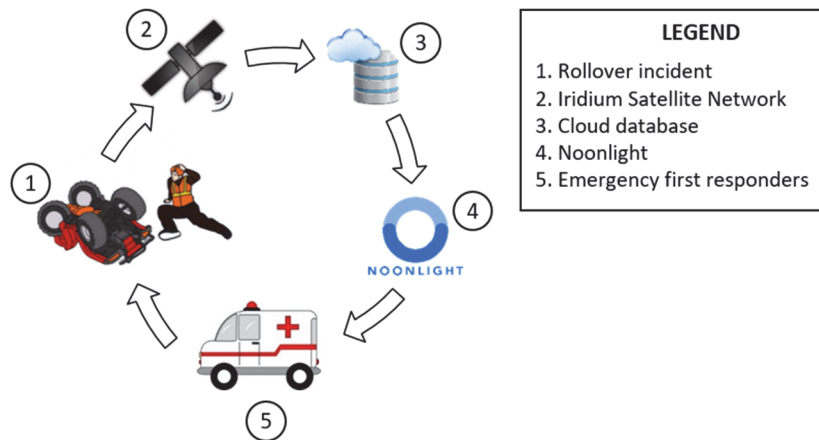 2
3
1
4
NOONLIGHT
5
LEGEND
1. Rollover incident
2. Iridium Satellite Network
3. Cloud database
4. Noonlight
5. Emergency first responders